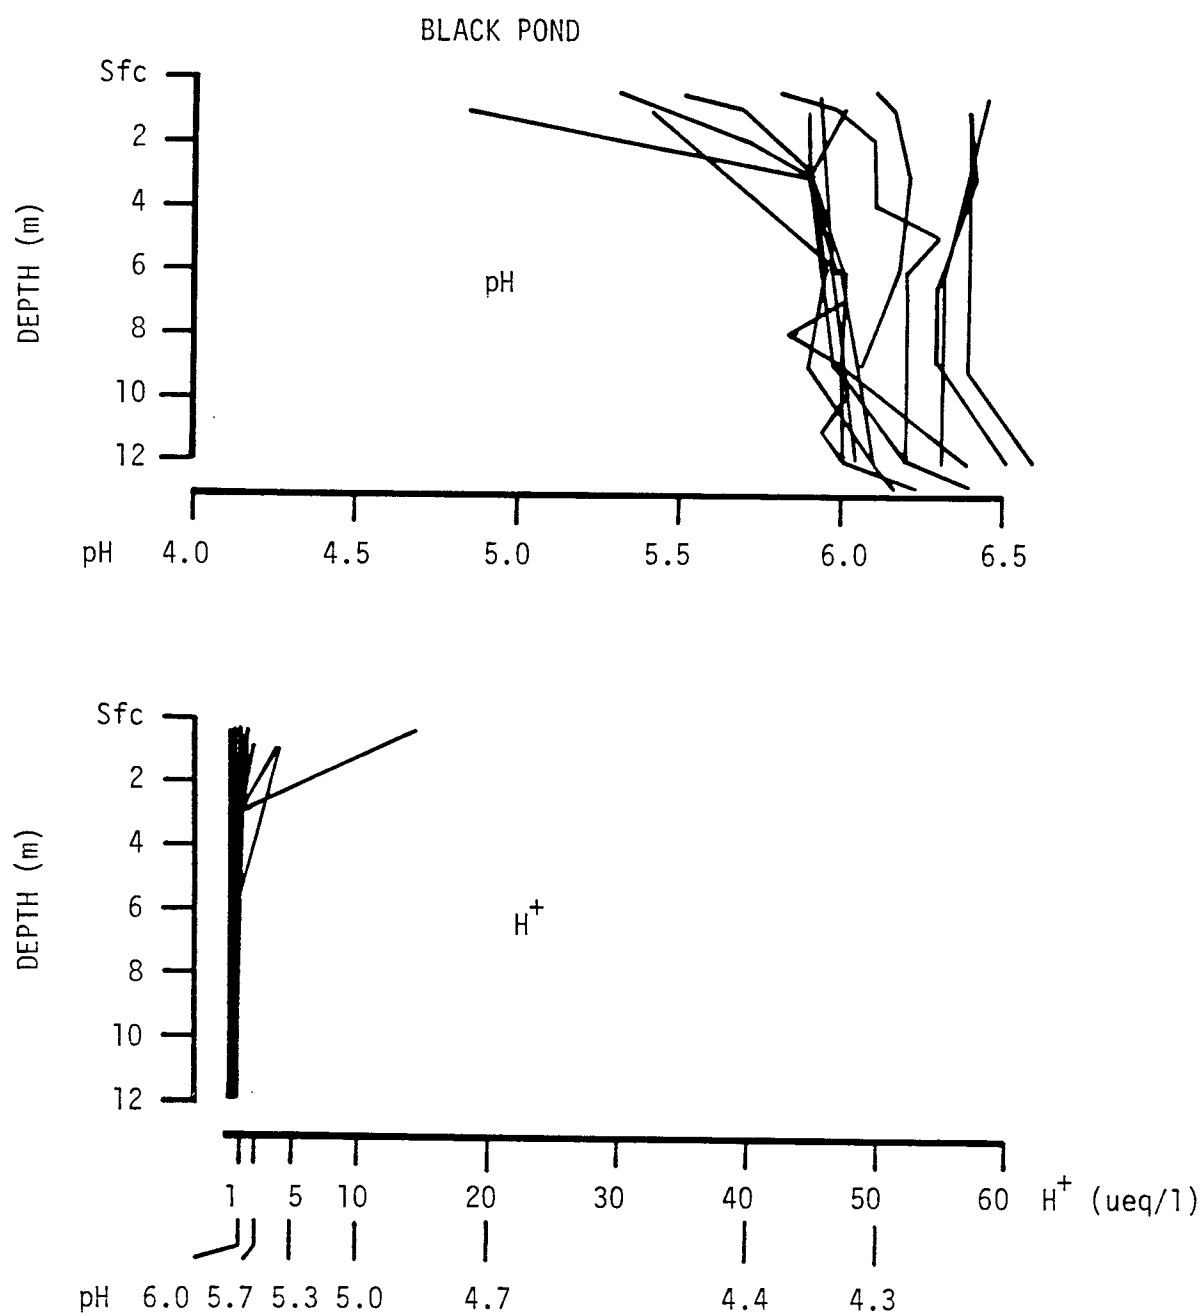 BLACK POND
Sfc
2
4
6
8
10
12
DEPTH (m)
pH
pH 4.0 4.5 5.0 5.5 6.0 6.5
Sfc
2
4
6
8
10
12
DEPTH (m)
H+
1 5 10 20 30 40 50 60 H+ (ueq/l)
pH 6.0 5.7 5.3 5.0 4.7 4.4 4.3